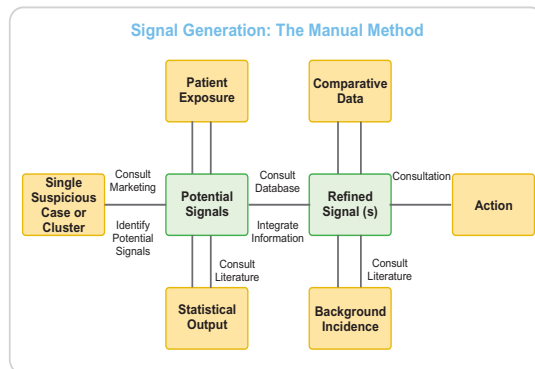 Signal Generation: The Manual Method
Patient
Exposure
Comparative
Data
Single
Suspicious
Case or
Cluster
Consult
Marketing
Identify
Potential
Signals
Potential
Signals
Consult
Database
Integrate
Information
Refined
Signal (s)
Consultation
Action
Consult
Literature
Consult
Literature
Statistical
Output
Background
Incidence